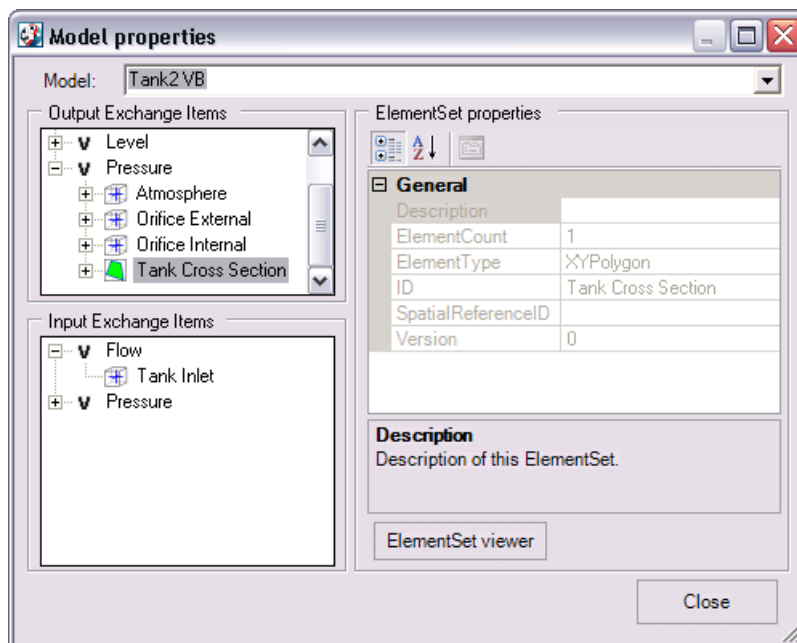 Model properties
Model: Tank2 VB
Output Exchange Items
V Level
V Pressure
Atmosphere
Orifice External
Orifice Internal
Tank Cross Section
Input Exchange Items
V Flow
Tank Inlet
V Pressure
ElementSet properties
A Z
General
Description
ElementCount 1
ElementType XYPolygon
ID Tank Cross Section
SpatialReferenceID
Version 0
Description
Description of this ElementSet.
ElementSet viewer
Close